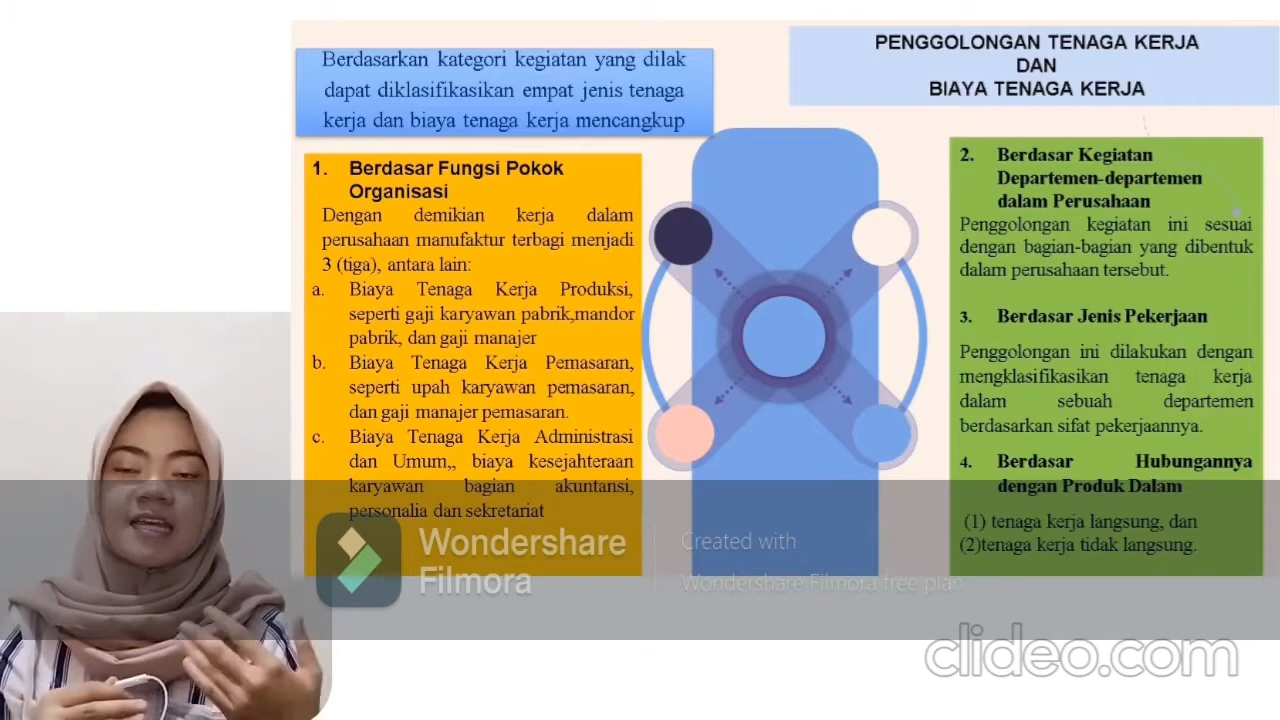 Berdasarkan kategori kegiatan yang dilak
dapat diklasifikasikan empat jenis tenaga
kerja dan biaya tenaga kerja mencangkup
PENGGOLONGAN TENAGA KERJA
DAN
BIAYA TENAGA KERJA
1. Berdasar Fungsi Pokok
Organisasi
Dengan demikian kerja dalam
perusahaan manufaktur terbagi menjadi
3 (tiga), antara lain:
a. Biaya Tenaga Kerja Produksi,
seperti gaji karyawan pabrik,mandor
pabrik, dan gaji manajer
b. Biaya Tenaga Kerja Pemasaran,
seperti upah karyawan pemasaran,
dan gaji manajer pemasaran.
c. Biaya Tenaga Kerja Administrasi
dan Umum,, biaya kesejahteraan
karyawan bagian akuntansi,
personalia dan sekretariat
2. Berdasar Kegiatan
Departemen-departemen
dalam Perusahaan
Penggolongan kegiatan ini sesuai
dengan bagian-bagian yang dibentuk
dalam perusahaan tersebut.
3. Berdasar Jenis Pekerjaan
Penggolongan ini dilakukan dengan
mengklasifikasikan tenaga kerja
dalam sebuah departemen
berdasarkan sifat pekerjaannya.
4. Berdasar Hubungannya
dengan Produk Dalam
(1) tenaga kerja langsung, dan
(2)tenaga kerja tidak langsung.
Wondershare
Filmora
Created with
Wondershare Filmora free plan
clideo.com